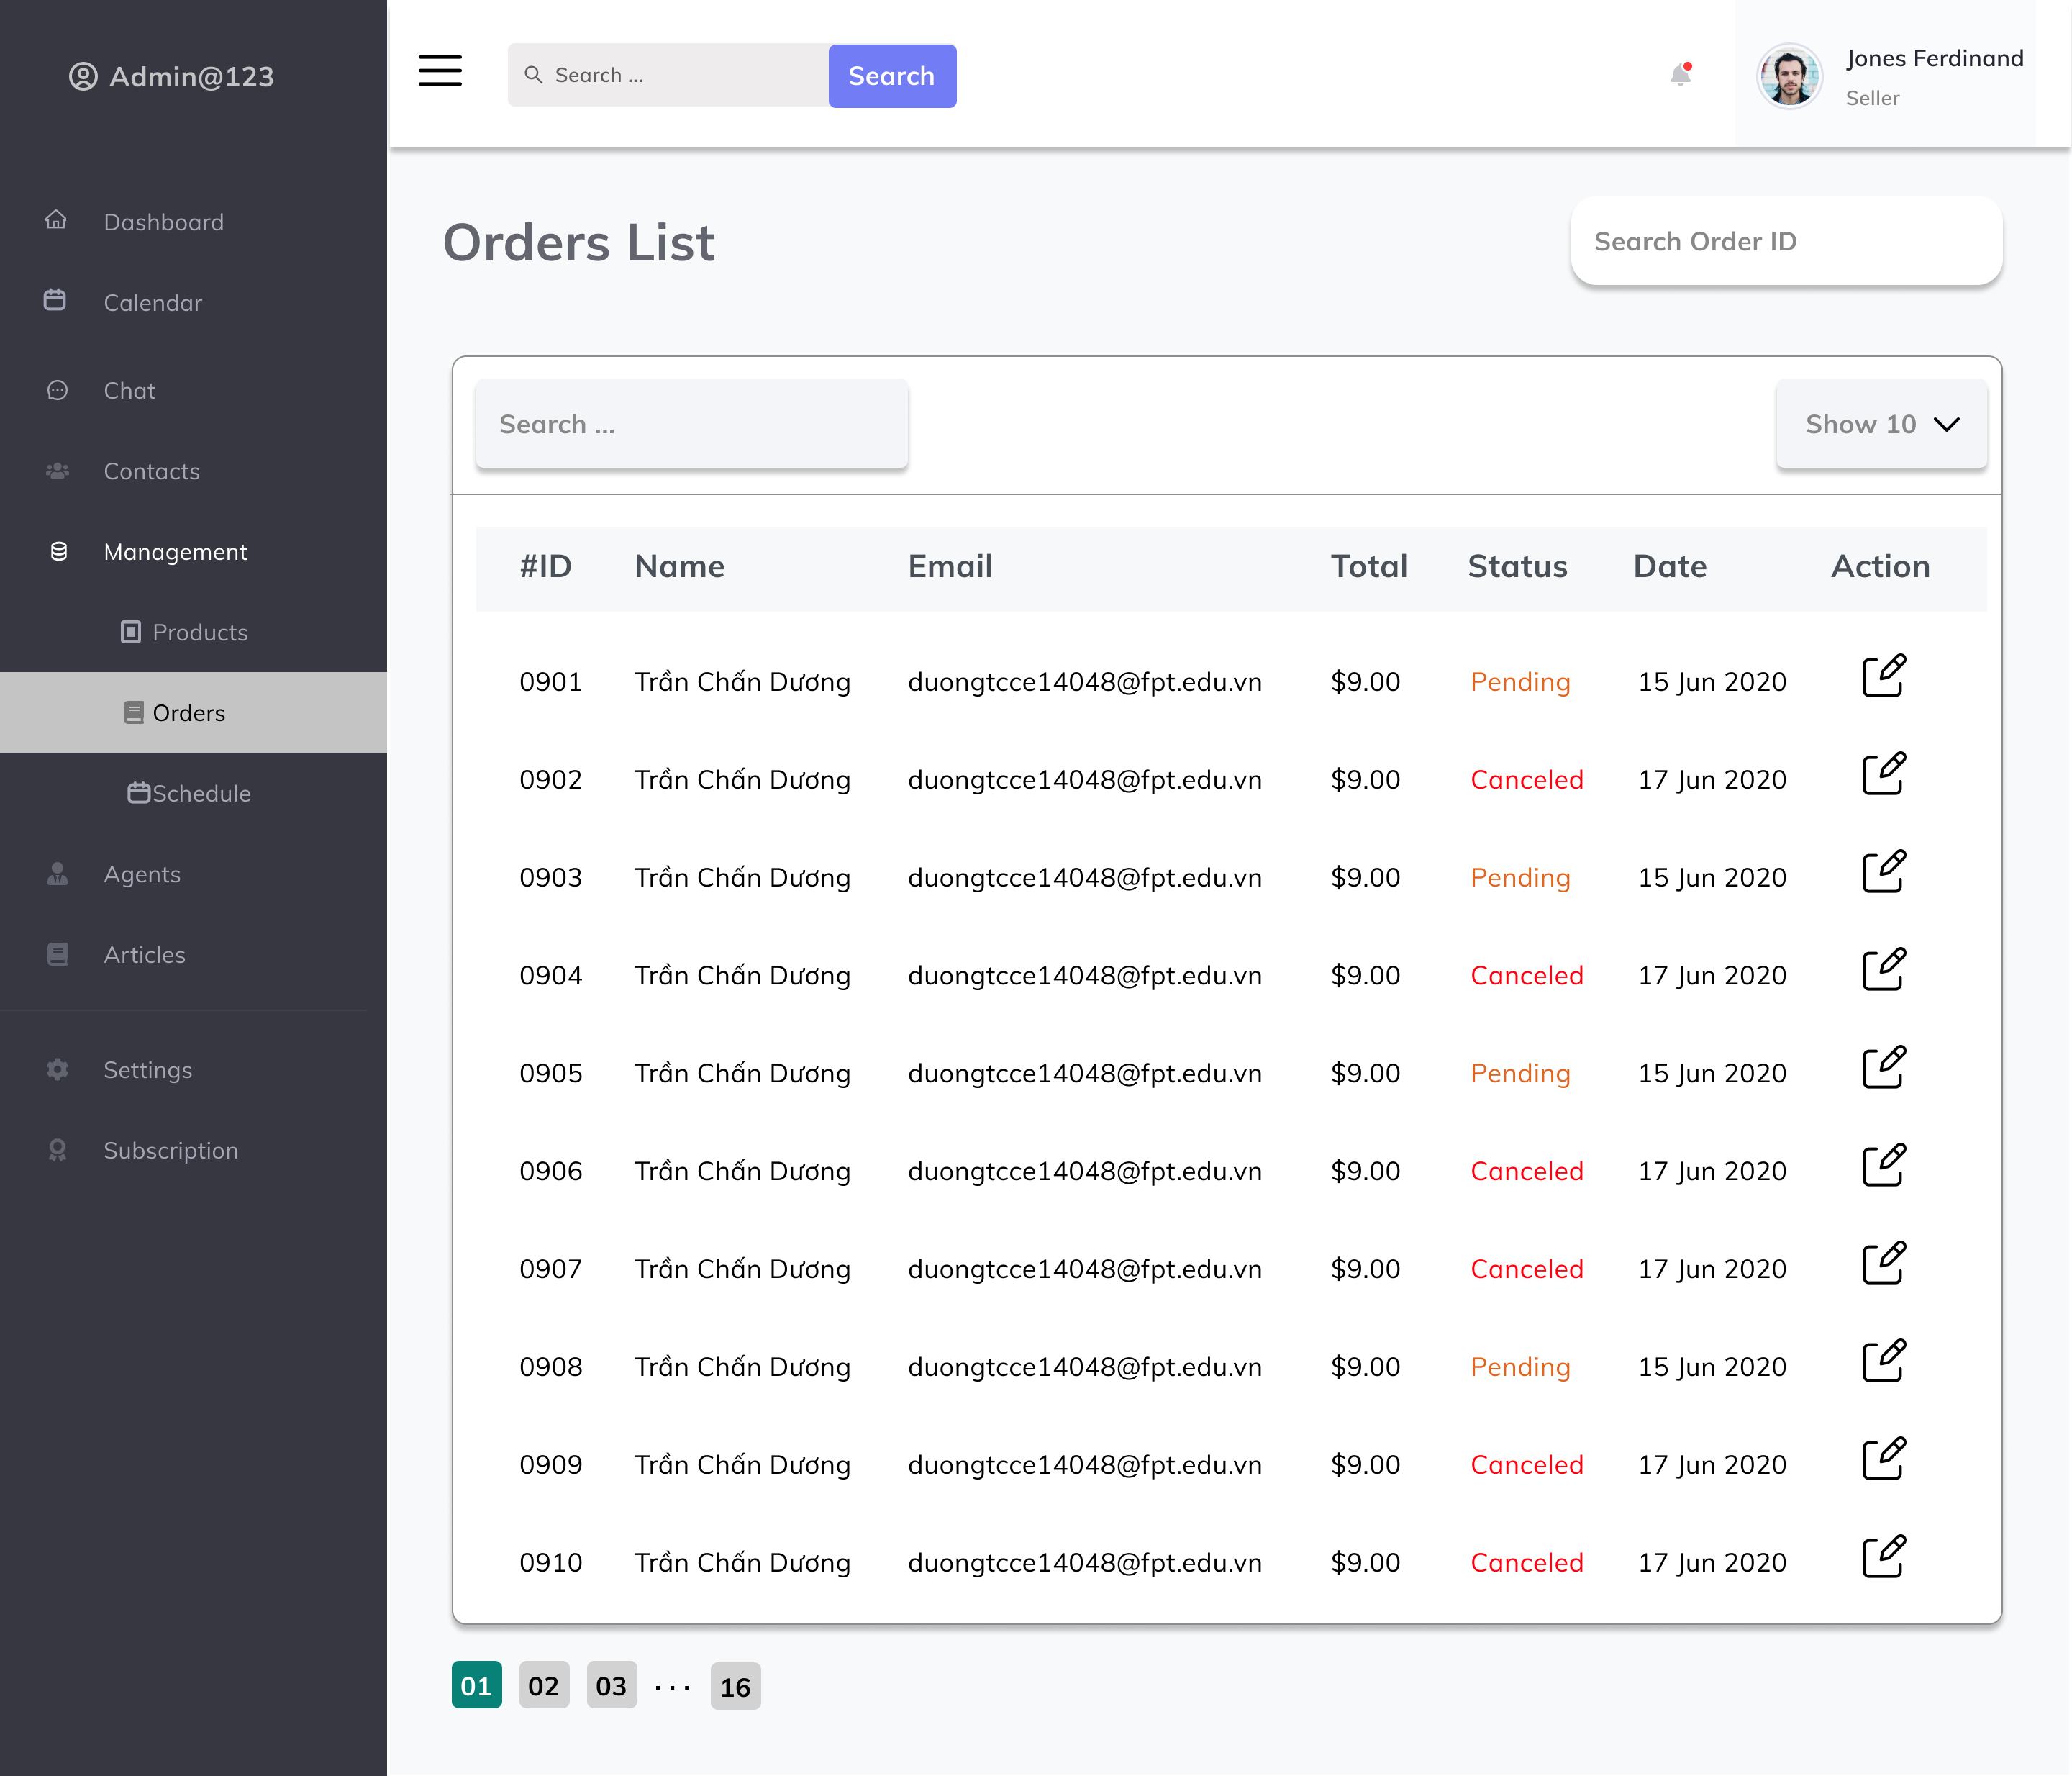 Admin@123
Dashboard
Calendar
Chat
Contacts
Management
Products
Orders
Schedule
Agents
Articles
Settings
Subscription
Search ...
Search
Jones Ferdinand
Seller
Orders List
Search Order ID
Search ...
Show 10
#ID Name Email Total Status Date Action
0901 Trần Chấn Dương duongtcce14048@fpt.edu.vn $9.00 Pending 15 Jun 2020
0902 Trần Chấn Dương duongtcce14048@fpt.edu.vn $9.00 Canceled 17 Jun 2020
0903 Trần Chấn Dương duongtcce14048@fpt.edu.vn $9.00 Pending 15 Jun 2020
0904 Trần Chấn Dương duongtcce14048@fpt.edu.vn $9.00 Canceled 17 Jun 2020
0905 Trần Chấn Dương duongtcce14048@fpt.edu.vn $9.00 Pending 15 Jun 2020
0906 Trần Chấn Dương duongtcce14048@fpt.edu.vn $9.00 Canceled 17 Jun 2020
0907 Trần Chấn Dương duongtcce14048@fpt.edu.vn $9.00 Canceled 17 Jun 2020
0908 Trần Chấn Dương duongtcce14048@fpt.edu.vn $9.00 Pending 15 Jun 2020
0909 Trần Chấn Dương duongtcce14048@fpt.edu.vn $9.00 Canceled 17 Jun 2020
0910 Trần Chấn Dương duongtcce14048@fpt.edu.vn $9.00 Canceled 17 Jun 2020
01 02 03 ... 16